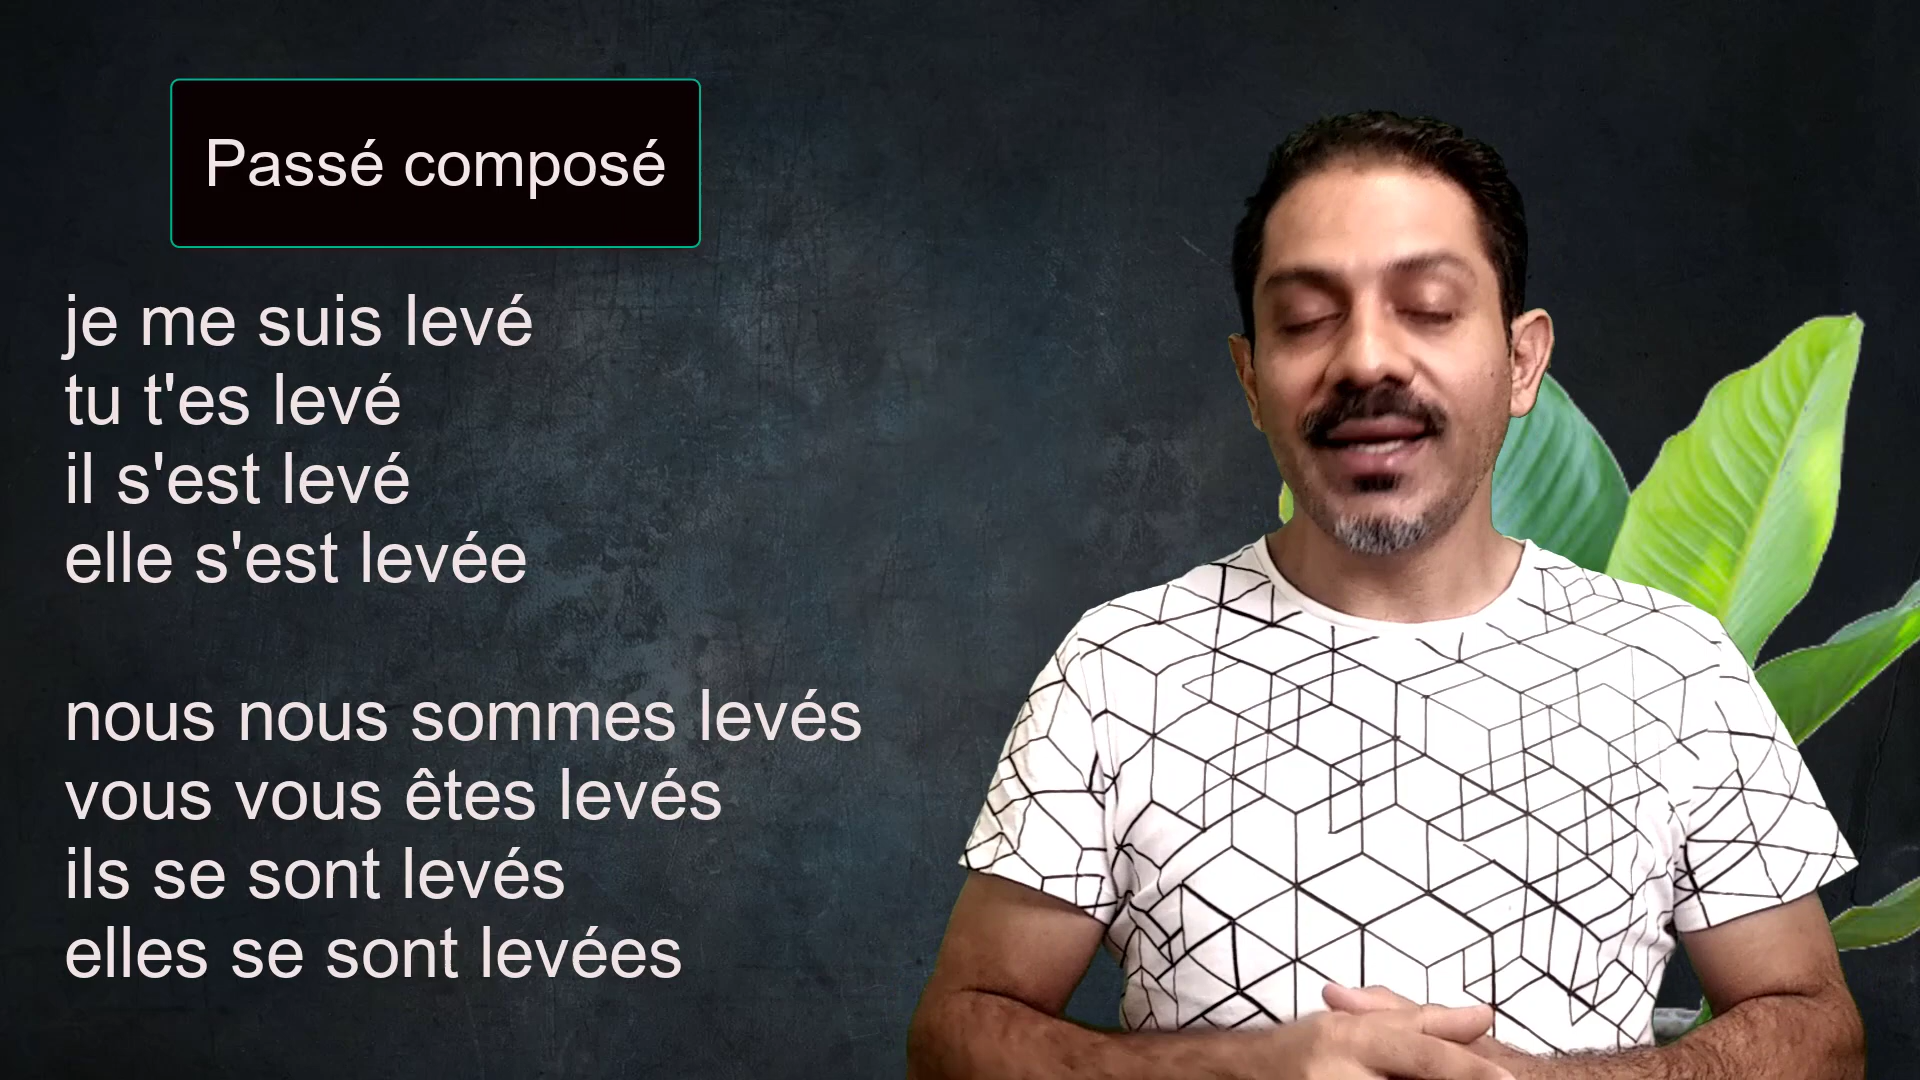 Passé composé
je me suis levé
tu t'es levé
il s'est levé
elle s'est levée
nous nous sommes levés
vous vous êtes levés
ils se sont levés
elles se sont levées